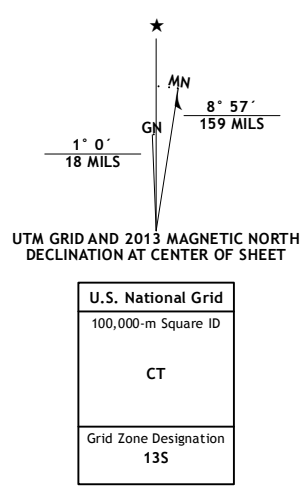 ★
MN
GN
8° 57´
159 MILS
1° 0´
18 MILS
UTM GRID AND 2013 MAGNETIC NORTH
DECLINATION AT CENTER OF SHEET
U.S. National Grid
100,000-m Square ID
CT
Grid Zone Designation
13S